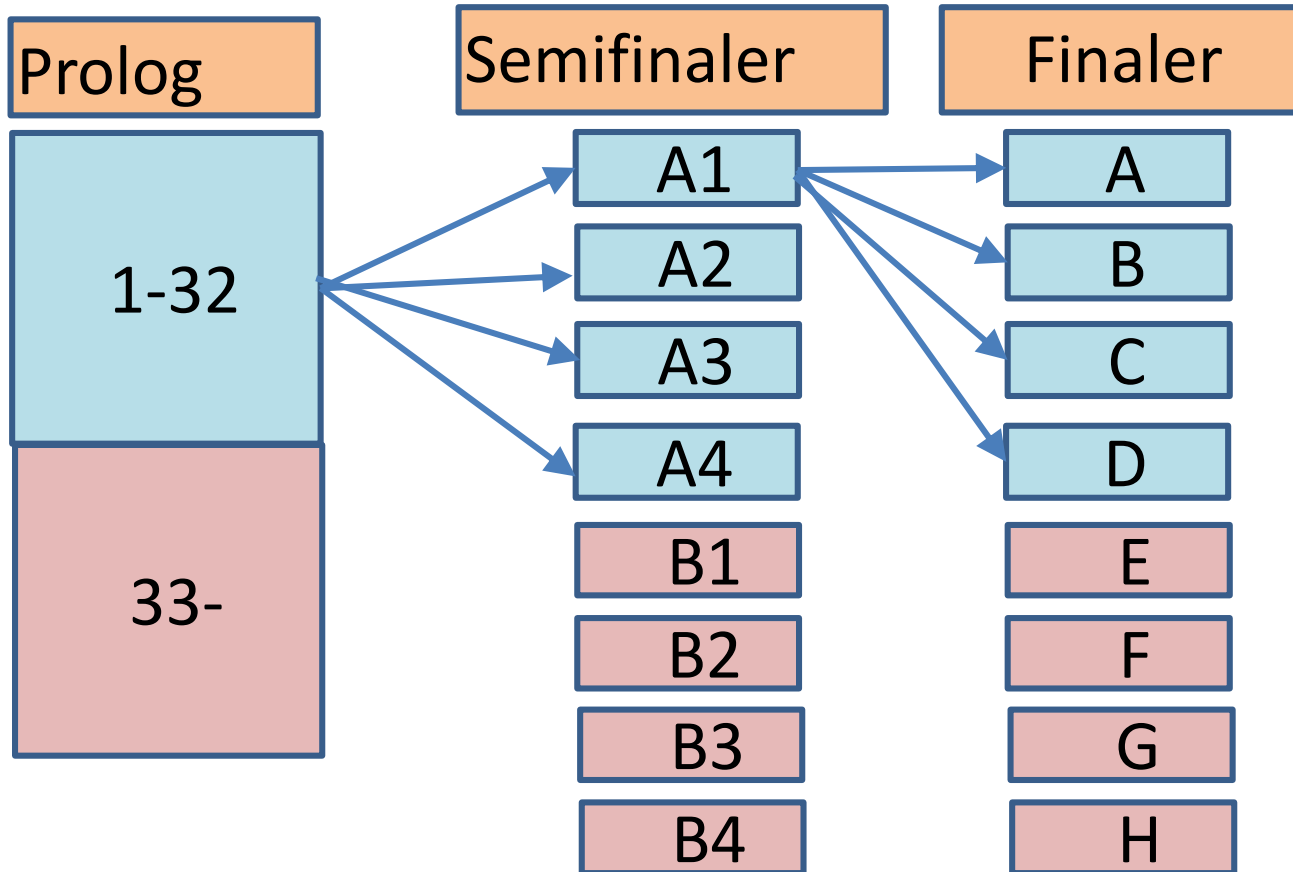 Prolog
Semifinaler
Finaler
1-32
33-
A1
A2
A3
A4
B1
B2
B3
B4
A
B
C
D
E
F
G
H